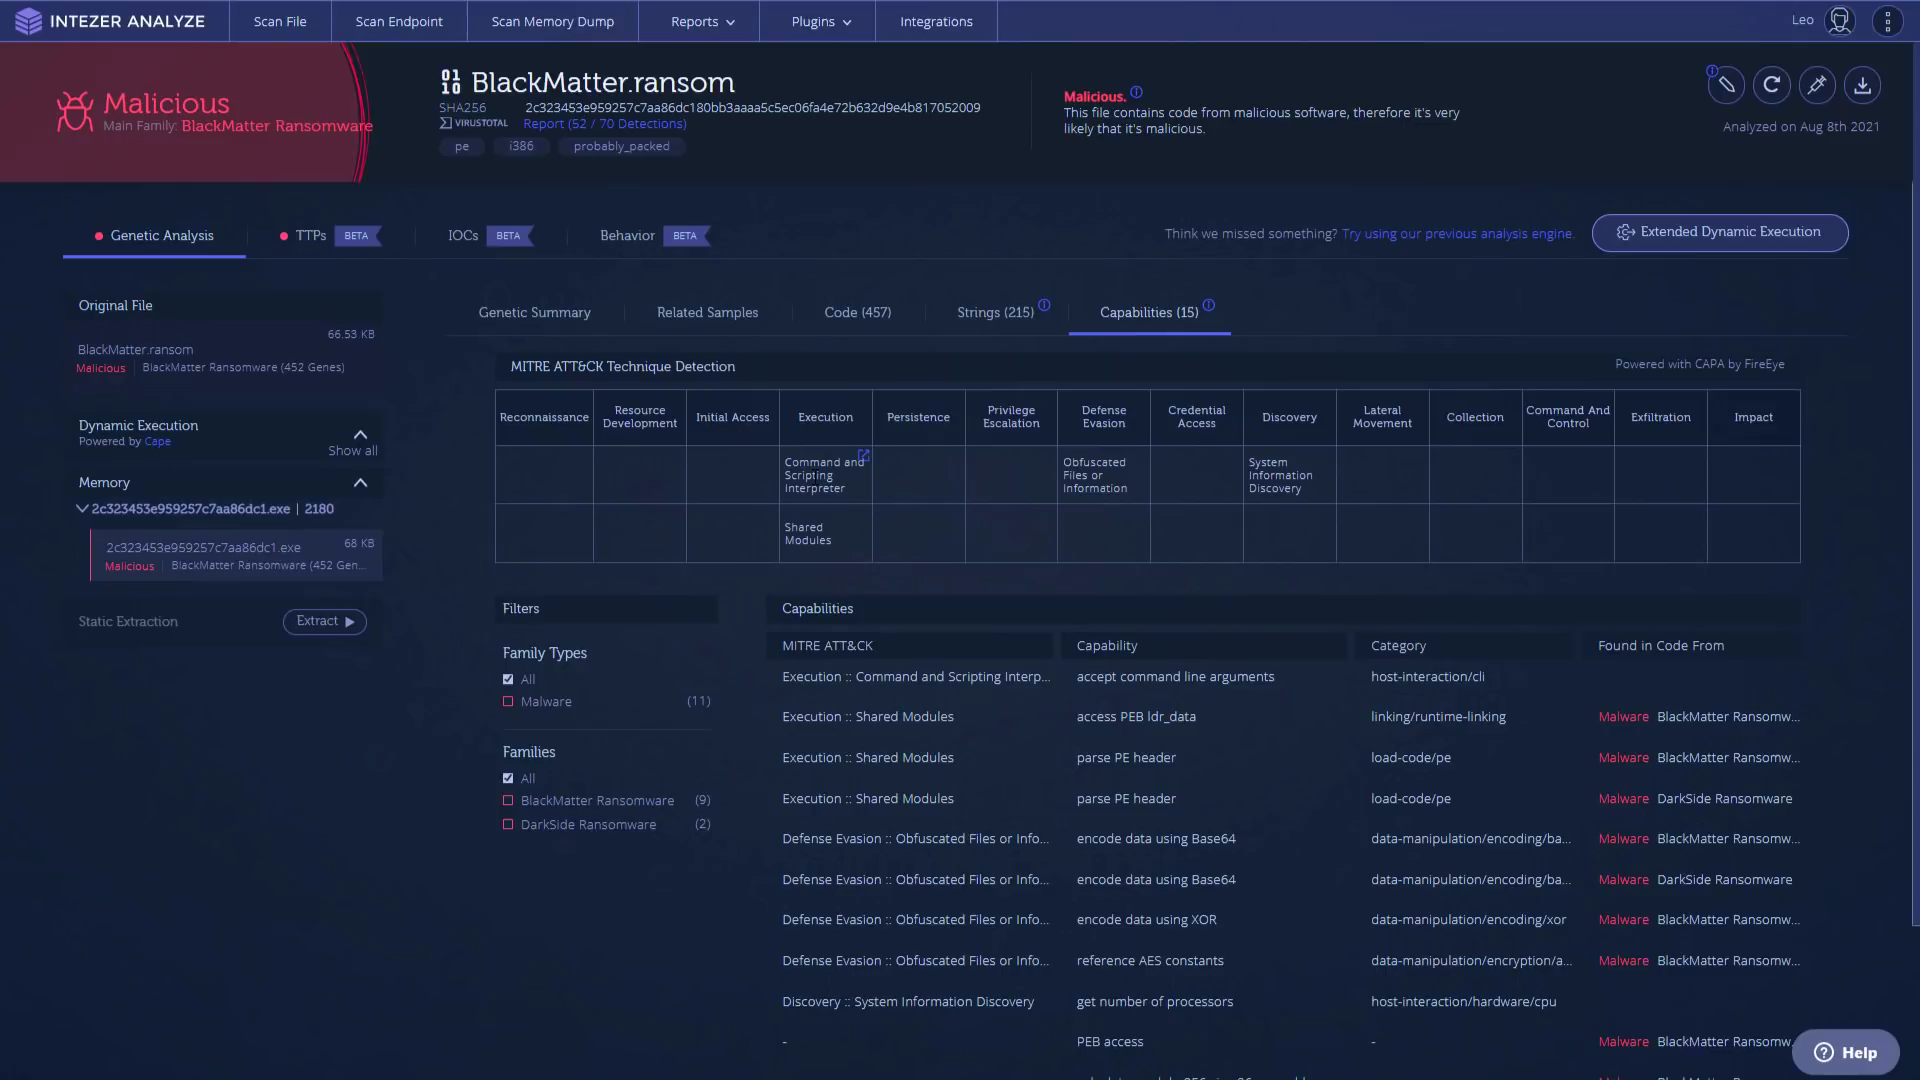 INTEZER ANALYZE
Scan File
Scan Endpoint
Scan Memory Dump
Reports
Plugins
Integrations
Leo
Malicious
Main Family: BlackMatter Ransomware
BlackMatter.ransom
SHA256 2c323453e959257c7aa86dc180bb3aaaa5c5ec06fa4e72b632d9e4b817052009
VIRUSTOTAL Report (52 / 70 Detections)
pe i386 probably_packed
Malicious.
This file contains code from malicious software, therefore it's very
likely that it's malicious.
Analyzed on Aug 8th 2021
Genetic Analysis
TTPs BETA
IOCs BETA
Behavior BETA
Think we missed something? Try using our previous analysis engine.
Extended Dynamic Execution
Original File
66.53 KB
BlackMatter.ransom
Malicious BlackMatter Ransomware (452 Genes)
Dynamic Execution
Powered by Cape
Show all
Memory
2c323453e959257c7aa86dc1.exe | 2180
2c323453e959257c7aa86dc1.exe 68 KB
Malicious BlackMatter Ransomware (452 Gen...
Static Extraction Extract
Genetic Summary
Related Samples
Code (457)
Strings (215)
Capabilities (15)
MITRE ATT&CK Technique Detection
Powered with CAPA by FireEye
Reconnaissance
Resource
Development
Initial Access
Execution
Persistence
Privilege
Escalation
Defense
Evasion
Credential
Access
Discovery
Lateral
Movement
Collection
Command And
Control
Exfiltration
Impact
Command and
Scripting
Interpreter
Obfuscated
Files or
Information
System
Information
Discovery
Shared
Modules
Filters
Family Types
All
Malware (11)
Families
All
BlackMatter Ransomware (9)
DarkSide Ransomware (2)
Capabilities
MITRE ATT&CK Capability Category Found in Code From
Execution :: Command and Scripting Interp... accept command line arguments host-interaction/cli
Execution :: Shared Modules access PEB ldr_data linking/runtime-linking Malware BlackMatter Ransomw...
Execution :: Shared Modules parse PE header load-code/pe Malware BlackMatter Ransomw...
Execution :: Shared Modules parse PE header load-code/pe Malware DarkSide Ransomware
Defense Evasion :: Obfuscated Files or Info... encode data using Base64 data-manipulation/encoding/ba... Malware BlackMatter Ransomw...
Defense Evasion :: Obfuscated Files or Info... encode data using Base64 data-manipulation/encoding/ba... Malware DarkSide Ransomware
Defense Evasion :: Obfuscated Files or Info... encode data using XOR data-manipulation/encoding/xor Malware BlackMatter Ransomw...
Defense Evasion :: Obfuscated Files or Info... reference AES constants data-manipulation/encryption/a... Malware BlackMatter Ransomw...
Discovery :: System Information Discovery get number of processors host-interaction/hardware/cpu
- PEB access - Malware BlackMatter Ransomw...
Help